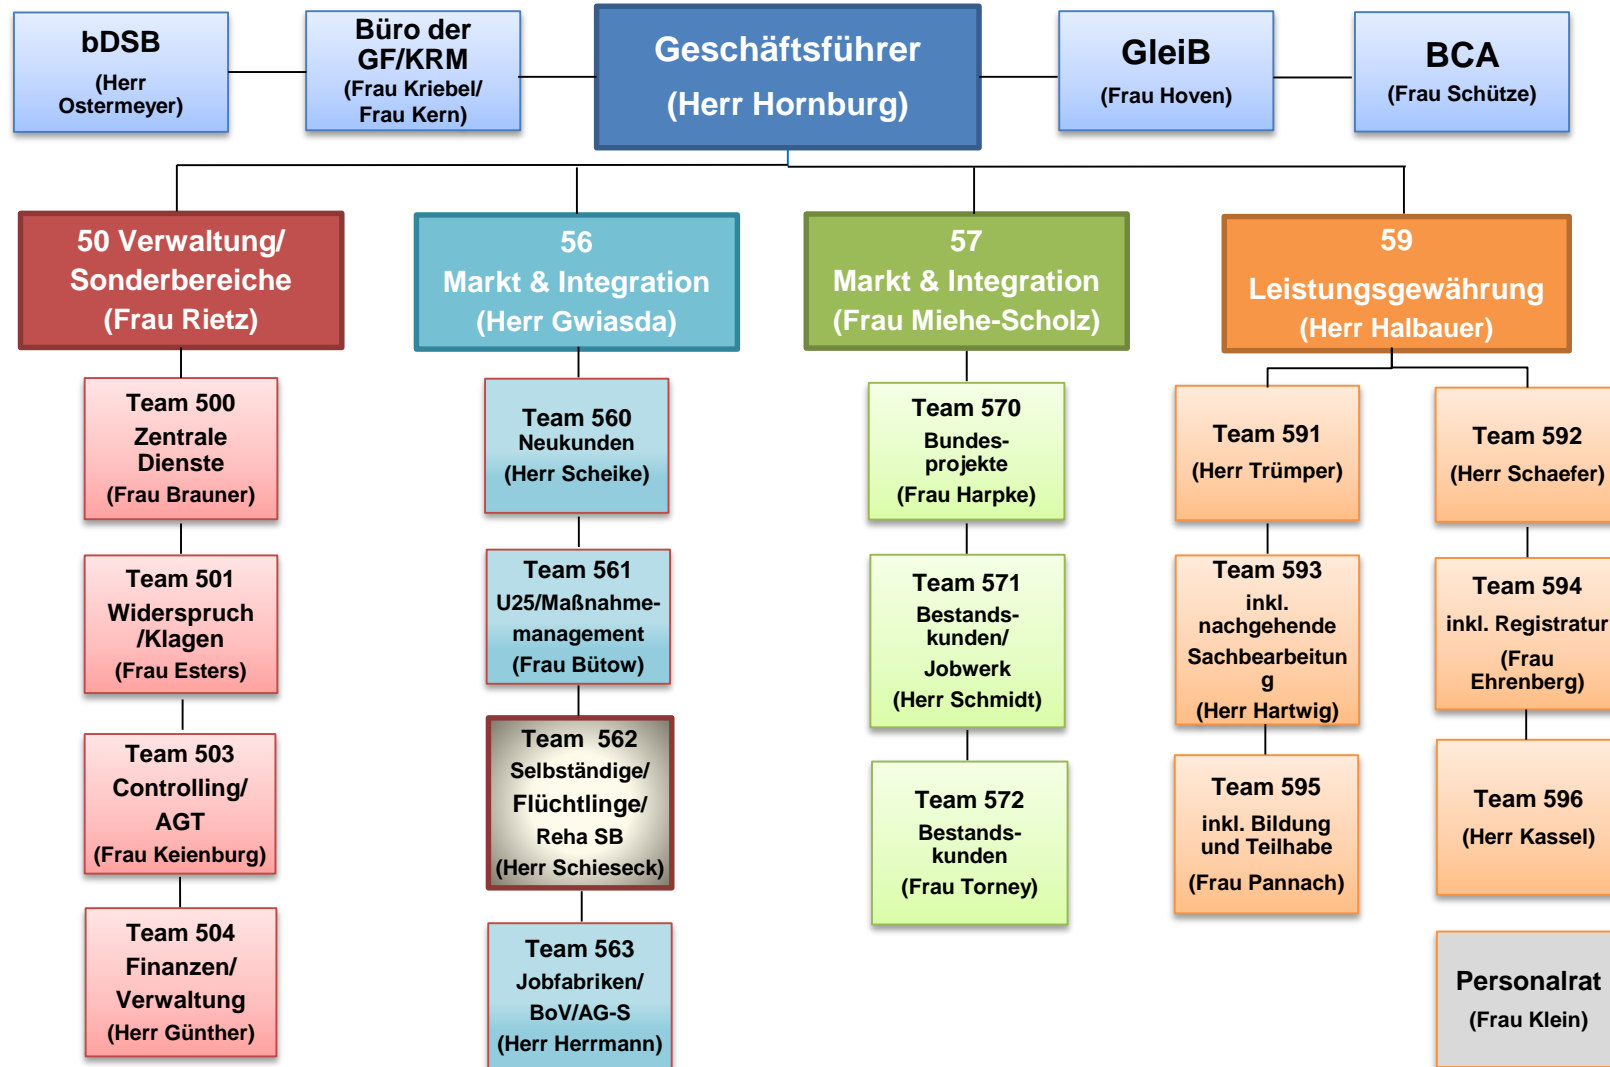 bDSB
(Herr
Ostermeyer)
Büro der
GF/KRM
(Frau Kriebel/
Frau Kern)
Geschäftsführer
(Herr Hornburg)
GleiB
(Frau Hoven)
BCA
(Frau Schütze)
50 Verwaltung/
Sonderbereiche
(Frau Rietz)
56
Markt & Integration
(Herr Gwiasda)
57
Markt & Integration
(Frau Miehe-Scholz)
59
Leistungsgewährung
(Herr Halbauer)
Team 500
Zentrale
Dienste
(Frau Brauner)
Team 501
Widerspruch
/Klagen
(Frau Esters)
Team 503
Controlling/
AGT
(Frau Keienburg)
Team 504
Finanzen/
Verwaltung
(Herr Günther)
Team 560
Neukunden
(Herr Scheike)
Team 561
U25/Maßnahme-
management
(Frau Bütow)
Team 562
Selbständige/
Flüchtlinge/
Reha SB
(Herr Schieseck)
Team 563
Jobfabriken/
BoV/AG-S
(Herr Herrmann)
Team 570
Bundes-
projekte
(Frau Harpke)
Team 571
Bestands-
kunden/
Jobwerk
(Herr Schmidt)
Team 572
Bestands-
kunden
(Frau Torney)
Team 591
(Herr Trümper)
Team 593
inkl.
nachgehende
Sachbearbeitun
g
(Herr Hartwig)
Team 595
inkl. Bildung
und Teilhabe
(Frau Pannach)
Team 592
(Herr Schaefer)
Team 594
inkl. Registratur
(Frau
Ehrenberg)
Team 596
(Herr Kassel)
Personalrat
(Frau Klein)